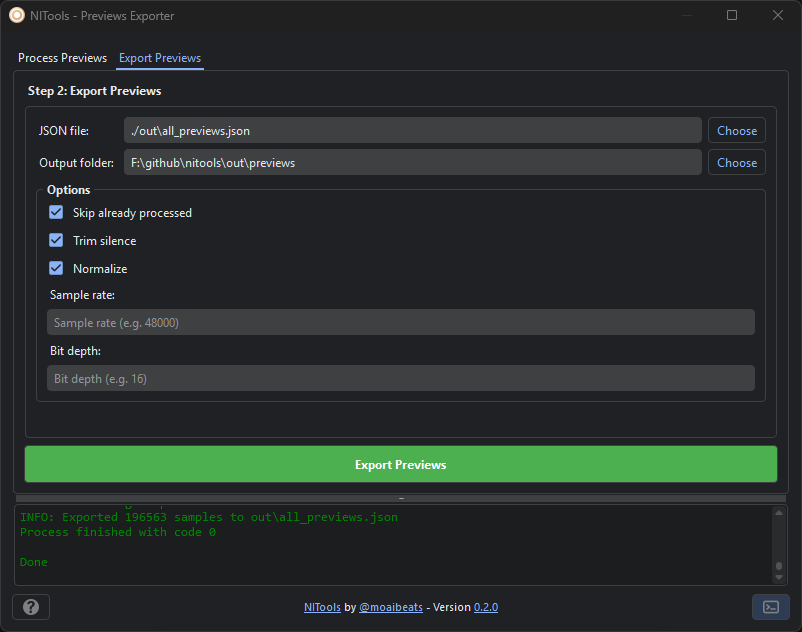 NITools - Previews Exporter
Process Previews Export Previews
Step 2: Export Previews
JSON file: ./out\all_previews.json Choose
Output folder: F:\github\nitools\out\previews Choose
Options
Skip already processed
Trim silence
Normalize
Sample rate:
Sample rate (e.g. 48000)
Bit depth:
Bit depth (e.g. 16)
Export Previews
INFO: Exported 196563 samples to out\all_previews.json
Process finished with code 0
Done
? NITools by @moaibeats - Version 0.2.0